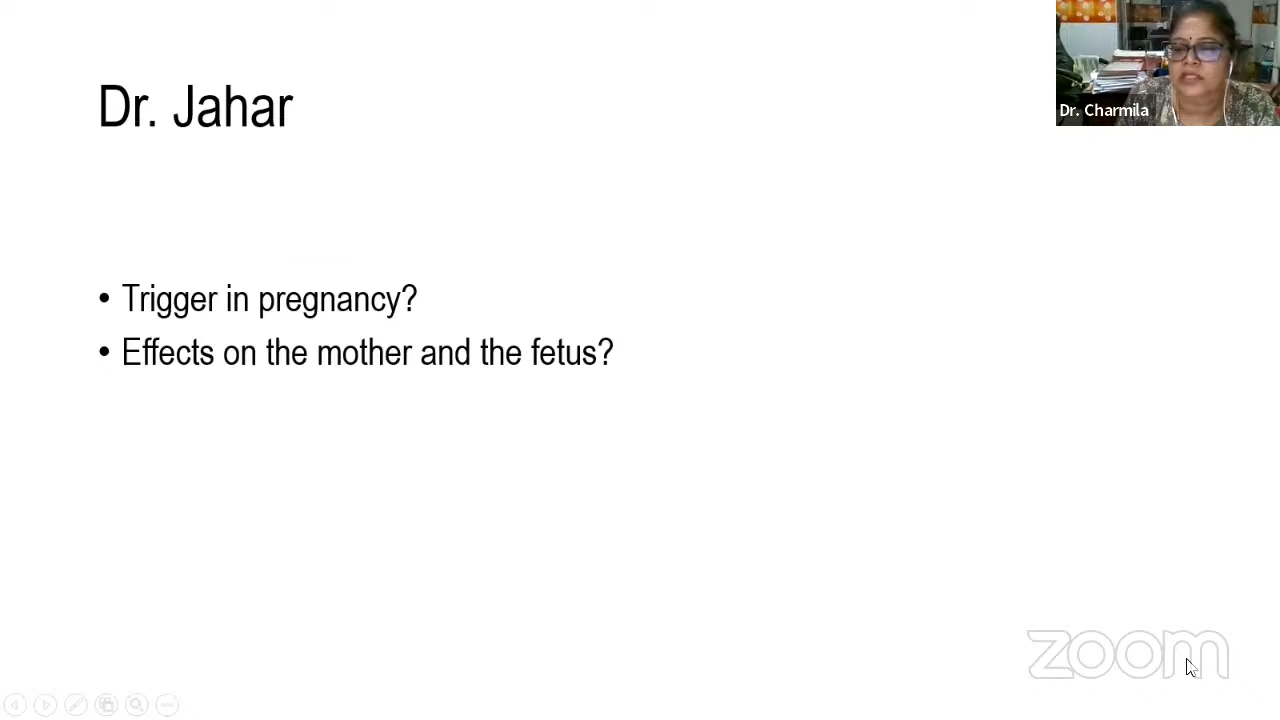 Dr. Jahar
Dr. Charmila
• Trigger in pregnancy?
• Effects on the mother and the fetus?
zoom